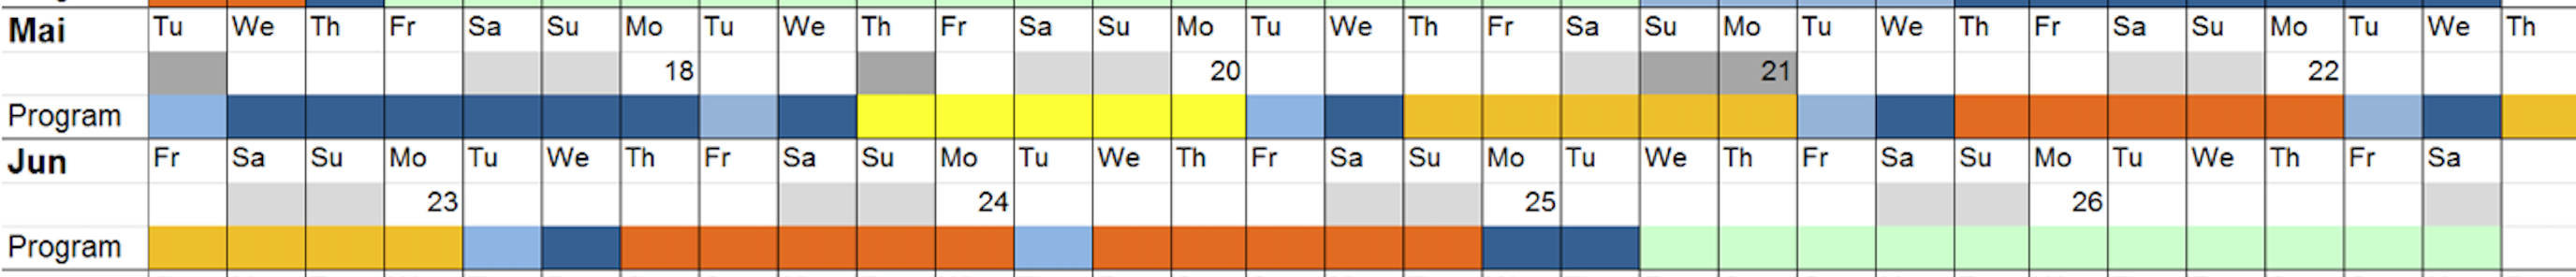 Mai Tu We Th Fr Sa Su Mo Tu We Th Fr Sa Su Mo Tu We Th Fr Sa Su Mo Tu We Th Fr Sa Su Mo Tu We Th
18 20 21 22
Program
Jun Fr Sa Su Mo Tu We Th Fr Sa Su Mo Tu We Th Fr Sa Su Mo Tu We Th Fr Sa Su Mo Tu We Th Fr Sa
23 24 25 26
Program